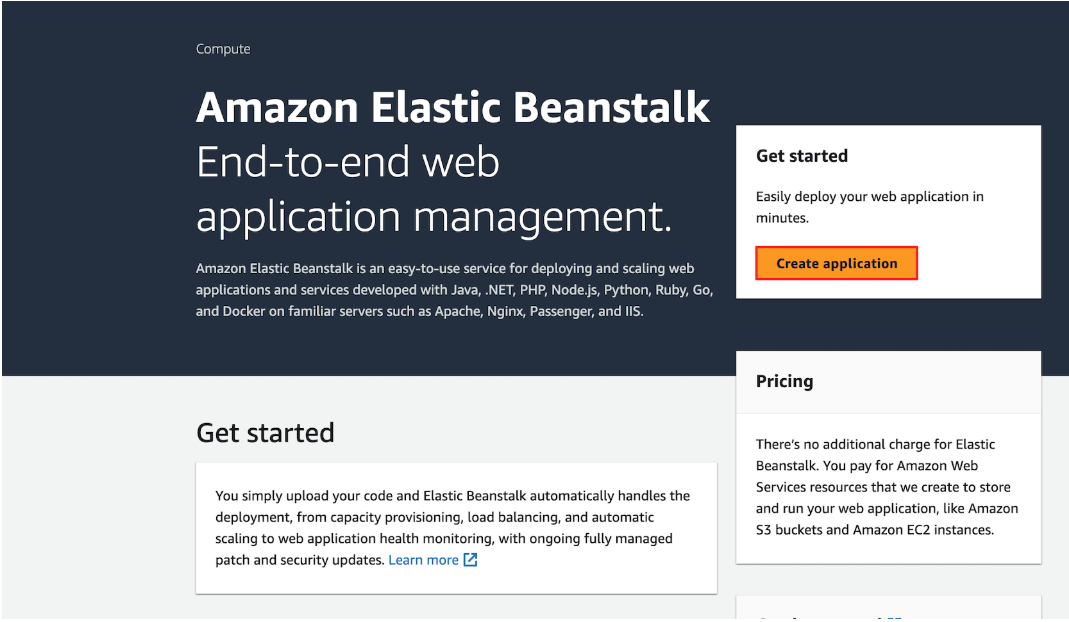 Compute
Amazon Elastic Beanstalk
End-to-end web
application management.
Amazon Elastic Beanstalk is an easy-to-use service for deploying and scaling web
applications and services developed with Java, .NET, PHP, Node.js, Python, Ruby, Go,
and Docker on familiar servers such as Apache, Nginx, Passenger, and IIS.
Get started
Easily deploy your web application in
minutes.
Create application
Pricing
There's no additional charge for Elastic
Beanstalk. You pay for Amazon Web
Services resources that we create to store
and run your web application, like Amazon
S3 buckets and Amazon EC2 instances.
Get started
You simply upload your code and Elastic Beanstalk automatically handles the
deployment, from capacity provisioning, load balancing, and automatic
scaling to web application health monitoring, with ongoing fully managed
patch and security updates. Learn more